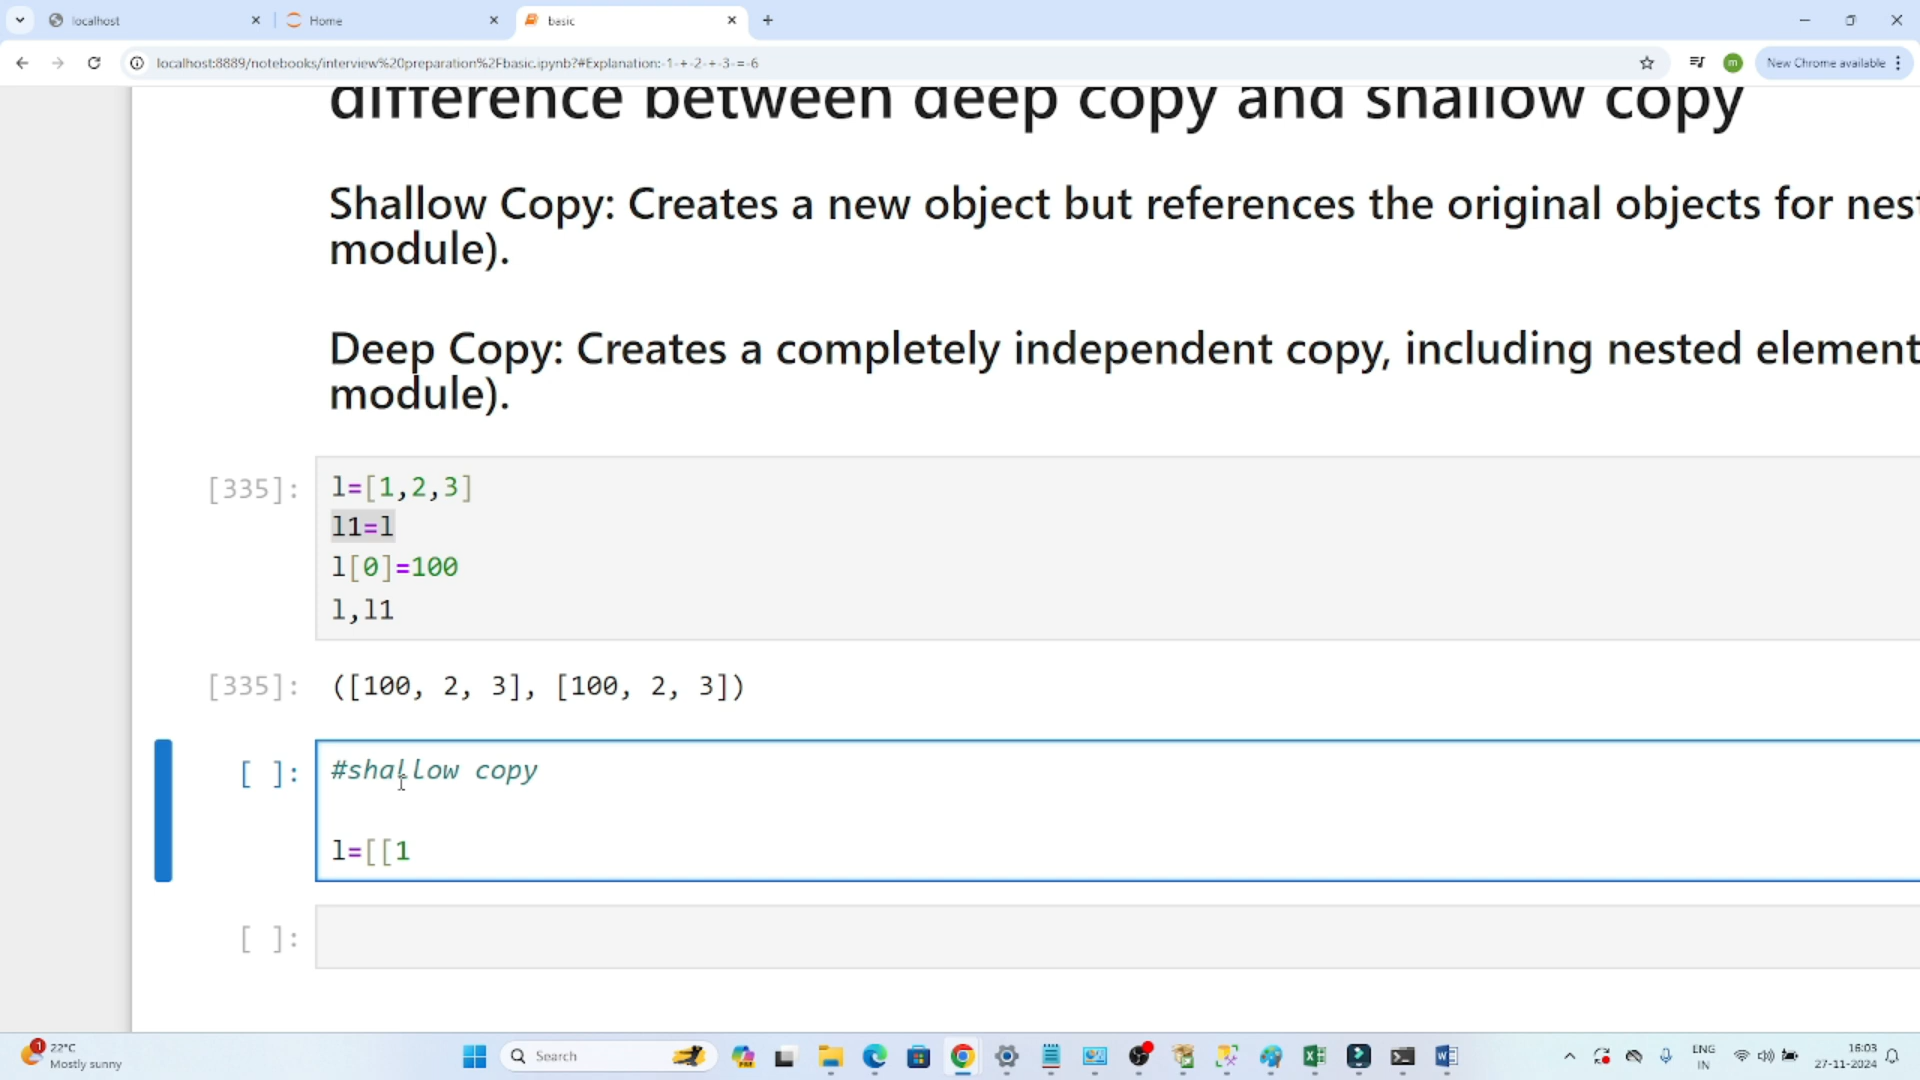 localhost
Home
basic
localhost:8889/notebooks/interview%20preparation%2Fbasic.ipynb?#Explanation:-1-+-2-+-3-=-6
New Chrome available
difference between deep copy and shallow copy
Shallow Copy: Creates a new object but references the original objects for nest
module).
Deep Copy: Creates a completely independent copy, including nested element
module).
[335]:
l=[1,2,3]
l1=l
l[0]=100
l,l1
[335]: ([100, 2, 3], [100, 2, 3])
[ ]:
#shallow copy
l=[[1
[ ]:
1
22°C
Mostly sunny
Search
ENG
IN
16:03
27-11-2024